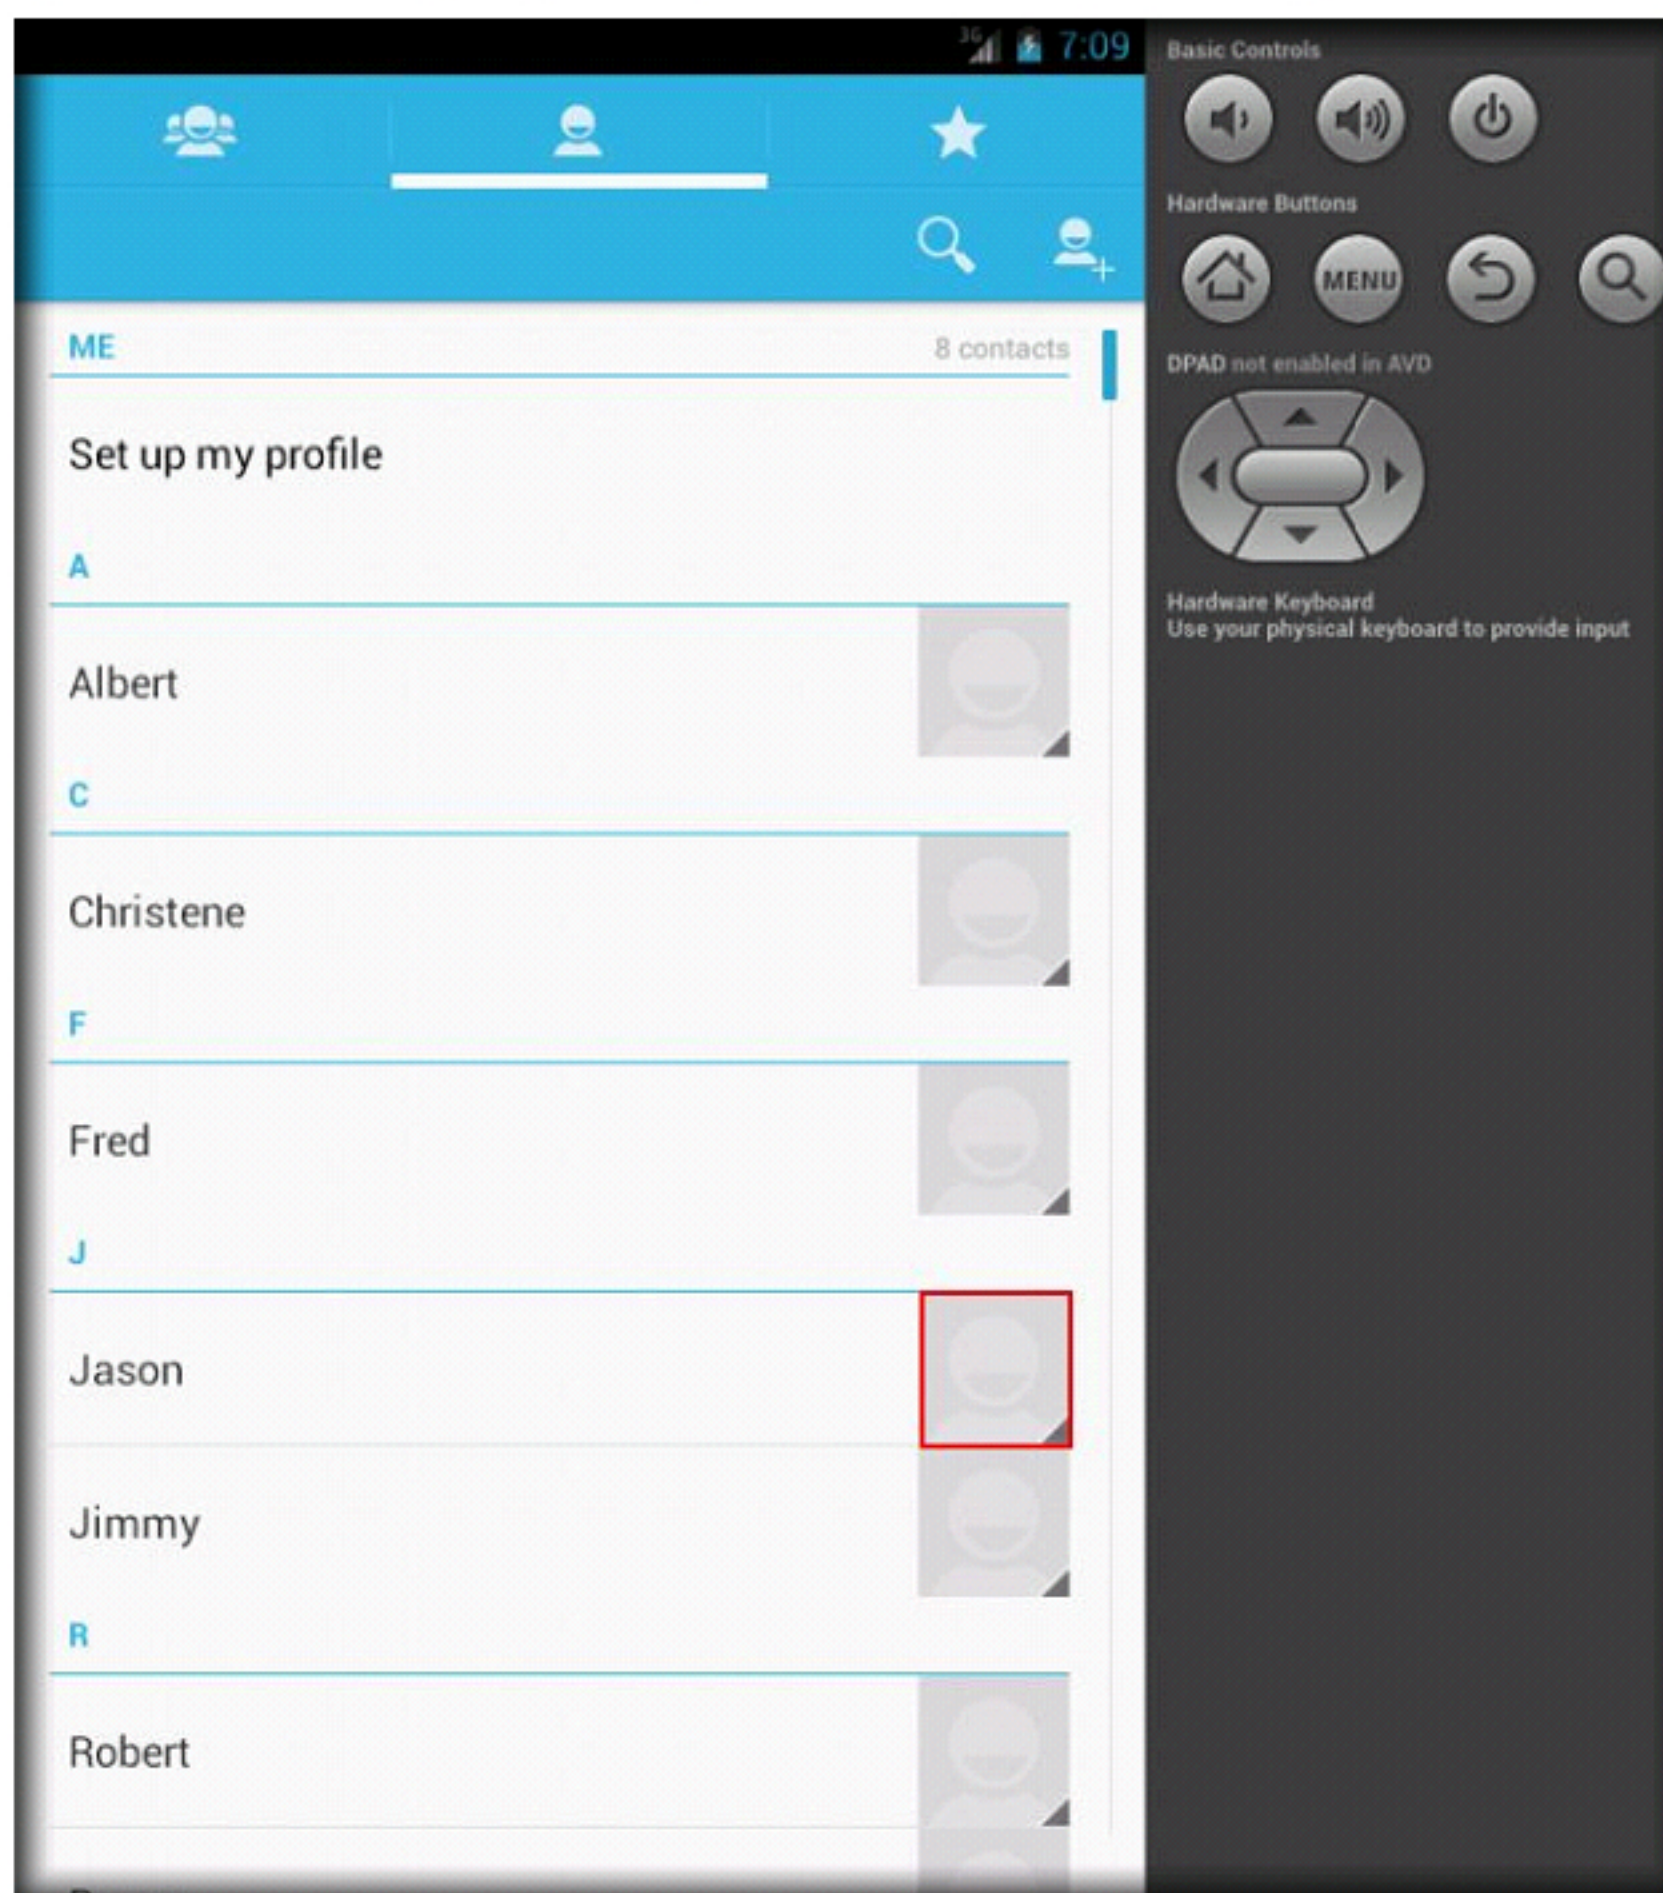 3G 7:09
ME 8 contacts
Set up my profile
A
Albert
C
Christene
F
Fred
J
Jason
Jimmy
R
Robert
Basic Controls
Hardware Buttons
MENU
DPAD not enabled in AVD
Hardware Keyboard
Use your physical keyboard to provide input